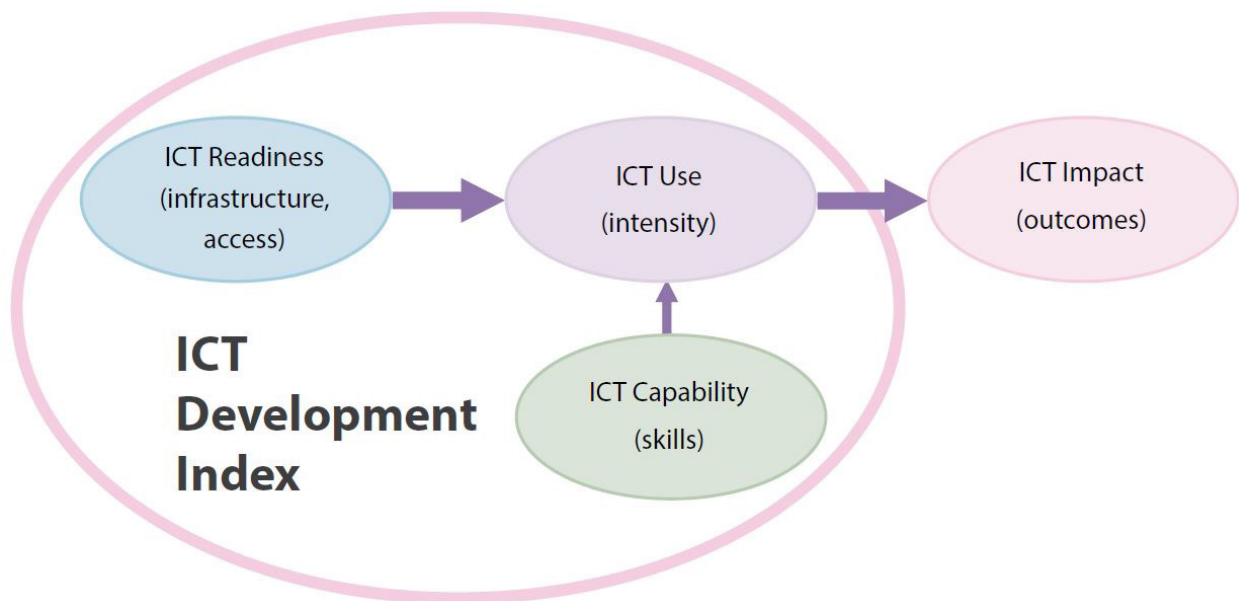 ICT Readiness
(infrastructure,
access)
ICT Use
(intensity)
ICT Impact
(outcomes)
ICT
Development
Index
ICT Capability
(skills)